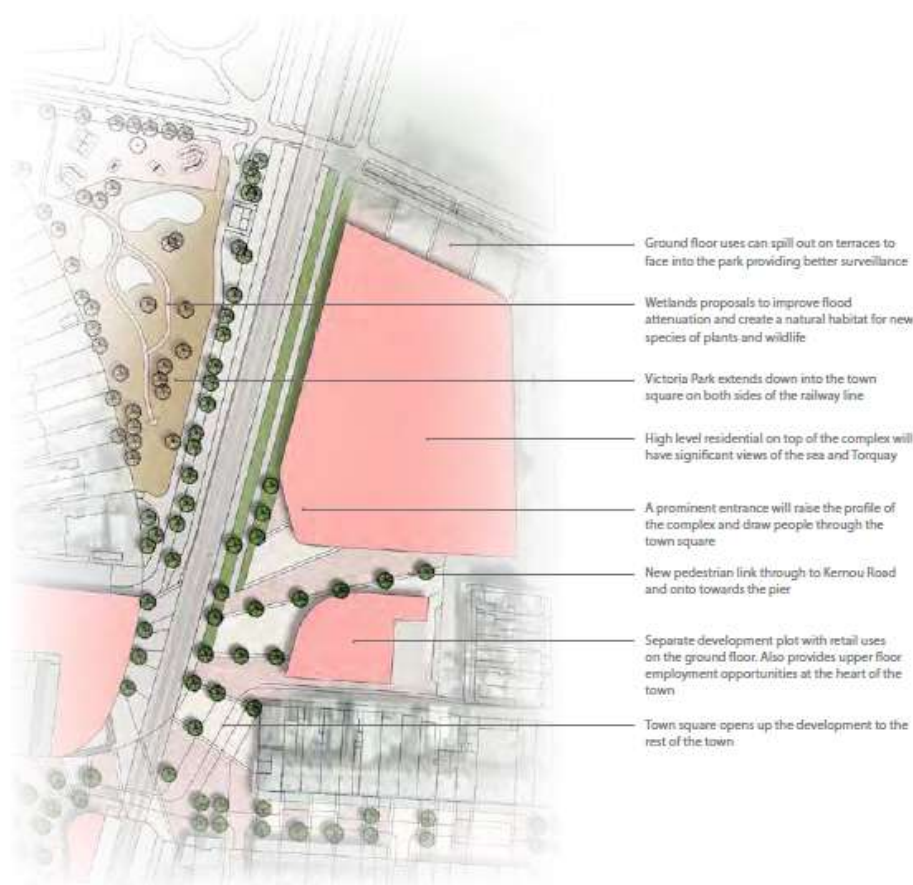 Ground floor uses can spill out on terraces to
face into the park providing better surveillance
Wetlands proposals to improve flood
attenuation and create a natural habitat for new
species of plants and wildlife
Victoria Park extends down into the town
square on both sides of the railway line
High level residential on top of the complex will
have significant views of the sea and Torquay
A prominent entrance will raise the profile of
the complex and draw people through the
town square
New pedestrian link through to Kernou Road
and onto towards the pier
Separate development plot with retail uses
on the ground floor. Also provides upper floor
employment opportunities at the heart of the
town
Town square opens up the development to the
rest of the town